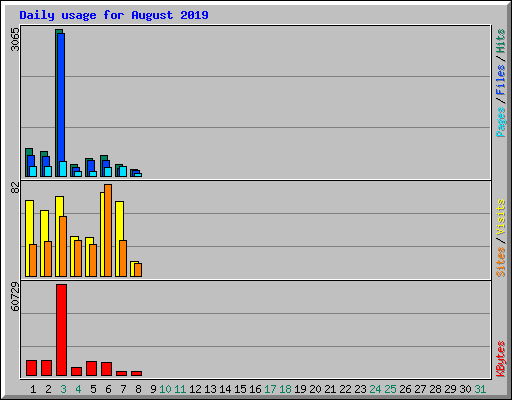 Daily usage for August 2019
3065
82
60729
Pages / Files / Hits
Sites / Visits
KBytes
1 2 3 4 5 6 7 8 9 10 11 12 13 14 15 16 17 18 19 20 21 22 23 24 25 26 27 28 29 30 31